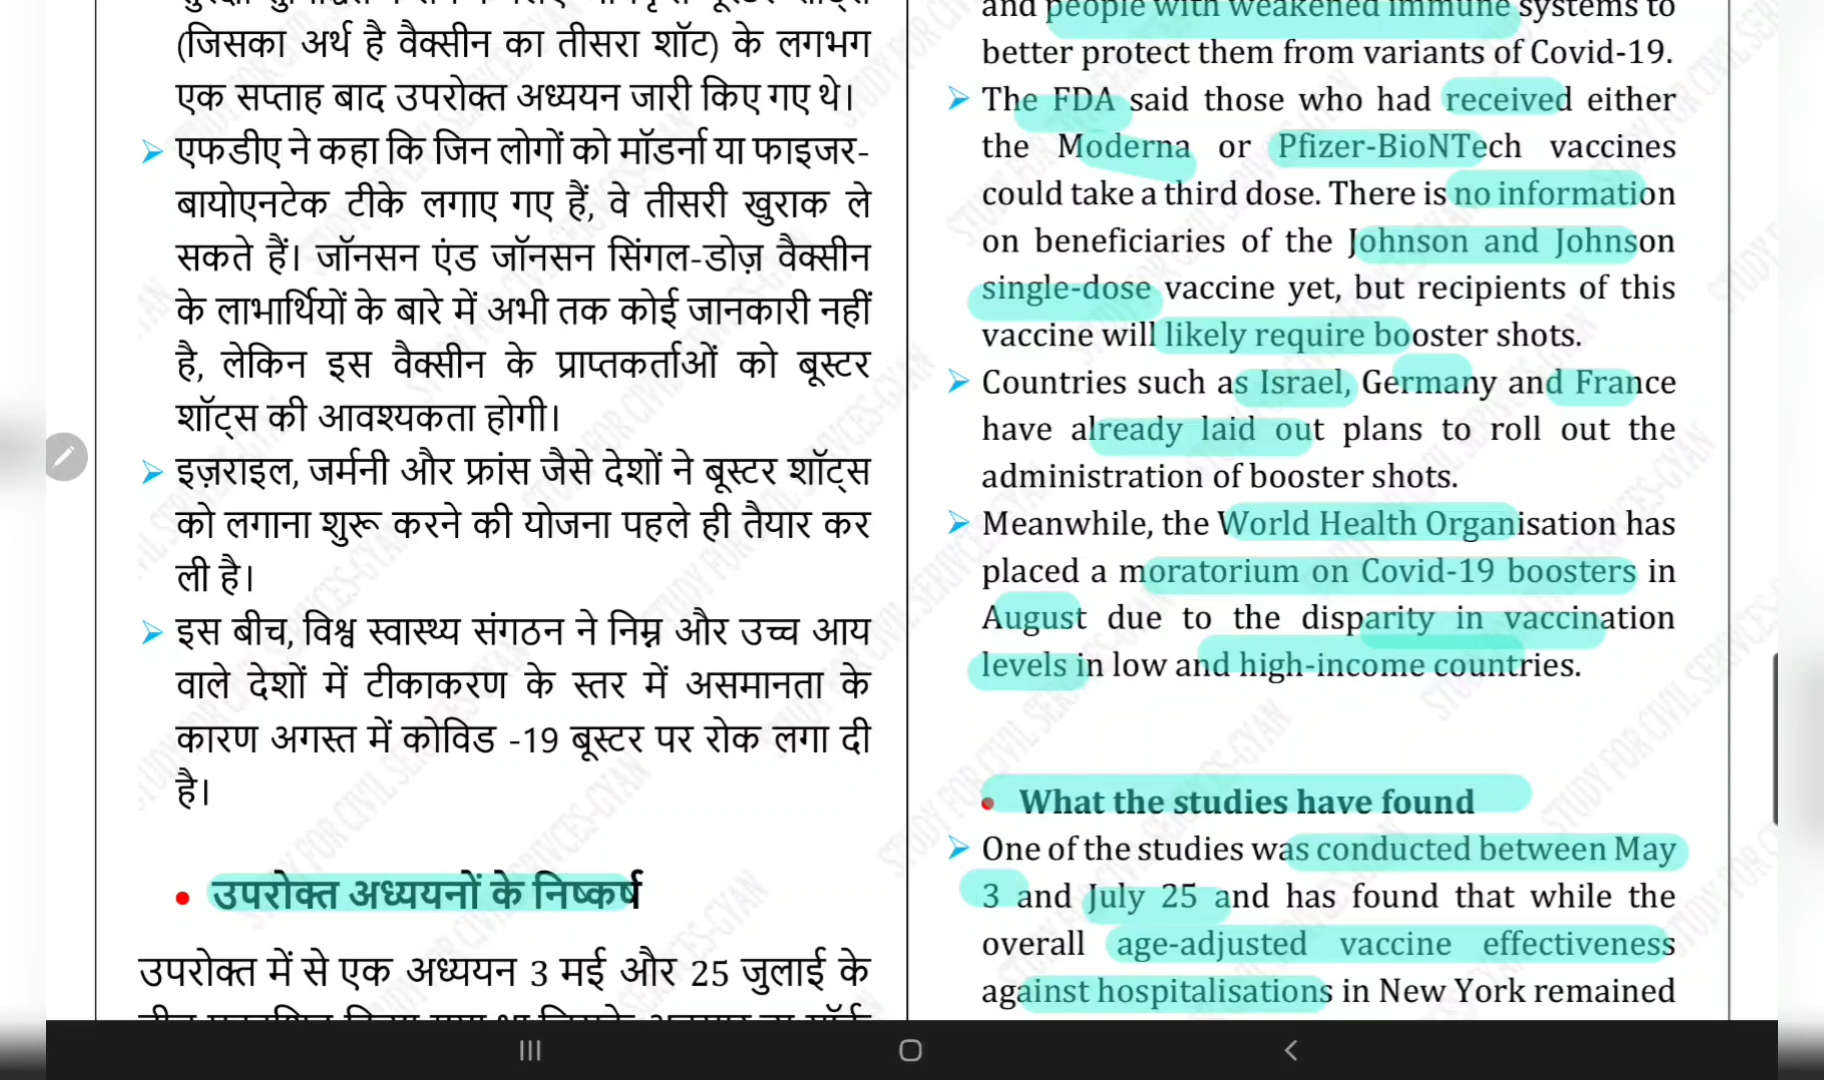 (जिसका अर्थ है वैक्सीन का तीसरा शॉट) के लगभग
एक सप्ताह बाद उपरोक्त अध्ययन जारी किए गए थे।
एफडीए ने कहा कि जिन लोगों को मॉडर्ना या फाइजर-
बायोएनटेक टीके लगाए गए हैं, वे तीसरी खुराक ले
सकते हैं। जॉनसन एंड जॉनसन सिंगल-डोज़ वैक्सीन
के लाभार्थियों के बारे में अभी तक कोई जानकारी नहीं
है, लेकिन इस वैक्सीन के प्राप्तकर्ताओं को बूस्टर
शॉट्स की आवश्यकता होगी।
इज़राइल, जर्मनी और फ्रांस जैसे देशों ने बूस्टर शॉट्स
को लगाना शुरू करने की योजना पहले ही तैयार कर
ली है।
इस बीच, विश्व स्वास्थ्य संगठन ने निम्न और उच्च आय
वाले देशों में टीकाकरण के स्तर में असमानता के
कारण अगस्त में कोविड -19 बूस्टर पर रोक लगा दी
है।
• उपरोक्त अध्ययनों के निष्कर्ष
उपरोक्त में से एक अध्ययन 3 मई और 25 जुलाई के
and people with weakened immune systems to
better protect them from variants of Covid-19.
The FDA said those who had received either
the Moderna or Pfizer-BioNTech vaccines
could take a third dose. There is no information
on beneficiaries of the Johnson and Johnson
single-dose vaccine yet, but recipients of this
vaccine will likely require booster shots.
Countries such as Israel, Germany and France
have already laid out plans to roll out the
administration of booster shots.
Meanwhile, the World Health Organisation has
placed a moratorium on Covid-19 boosters in
August due to the disparity in vaccination
levels in low and high-income countries.
• What the studies have found
One of the studies was conducted between May
3 and July 25 and has found that while the
overall age-adjusted vaccine effectiveness
against hospitalisations in New York remained